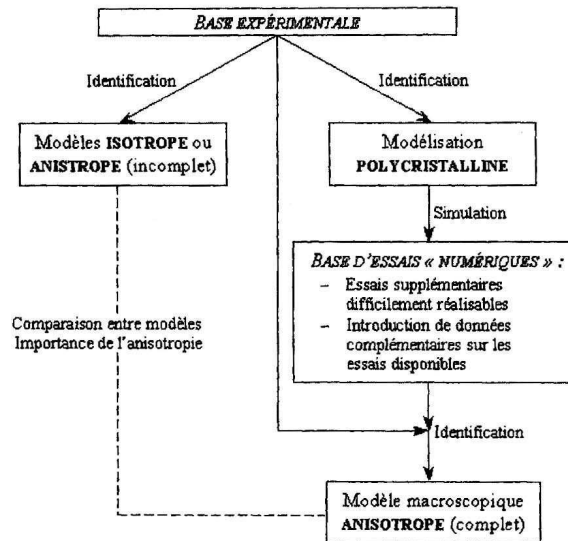 BASE EXPÉRIMENTALE
Identification
Identification
Modèles ISOTROPE ou
ANISTROPE (incomplet)
Modélisation
POLYCRISTALLINE
Simulation
BASE D'ESSAIS « NUMÉRIQUES » :
– Essais supplémentaires
difficilement réalisables
– Introduction de données
complémentaires sur les
essais disponibles
Comparaison entre modèles
Importance de l'anisotropie
Identification
Modèle macroscopique
ANISOTROPE (complet)